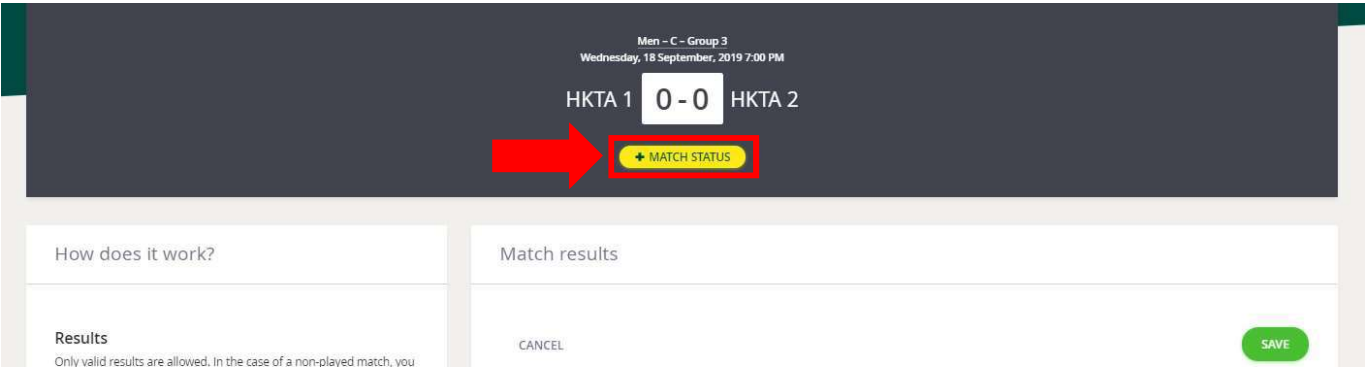 Men – C – Group 3
Wednesday, 18 September, 2019 7:00 PM
HKTA 1 0 - 0 HKTA 2
+ MATCH STATUS
How does it work?
Match results
Results
CANCEL
SAVE
Only valid results are allowed. In the case of a non-played match, you